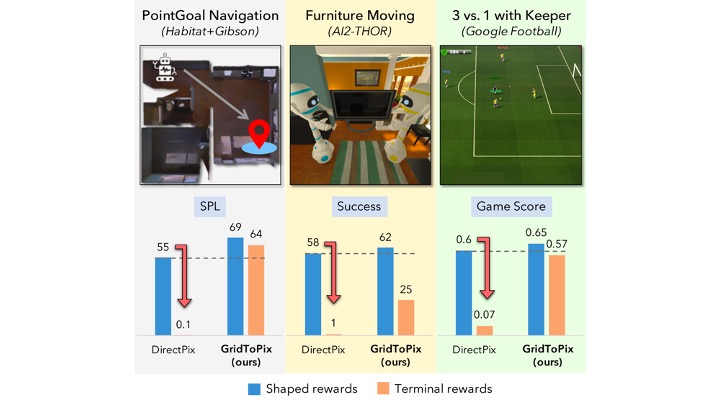 PointGoal Navigation
(Habitat+Gibson)
Furniture Moving
(AI2-THOR)
3 vs. 1 with Keeper
(Google Football)
SPL
55
0.1
69
64
DirectPix
GridToPix
(ours)
Success
58
1
62
25
DirectPix
GridToPix
(ours)
Game Score
0.6
0.07
0.65
0.57
DirectPix
GridToPix
(ours)
Shaped rewards
Terminal rewards